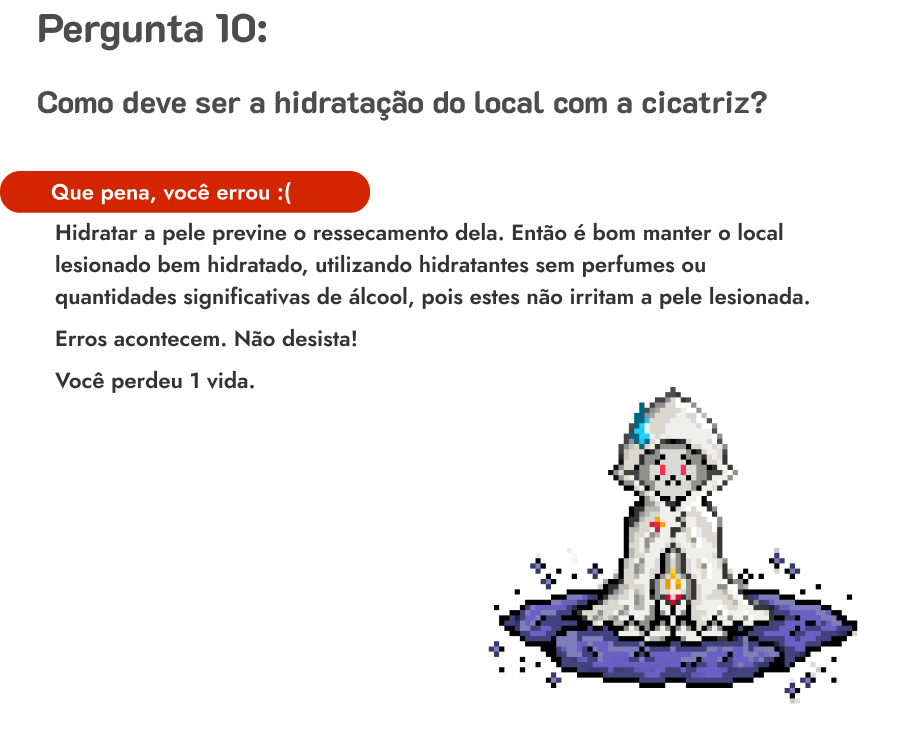 Pergunta 10:
Como deve ser a hidratação do local com a cicatriz?
Que pena, você errou :(
Hidratar a pele previne o ressecamento dela. Então é bom manter o local
lesionado bem hidratado, utilizando hidratantes sem perfumes ou
quantidades significativas de álcool, pois estes não irritam a pele lesionada.
Erros acontecem. Não desista!
Você perdeu 1 vida.